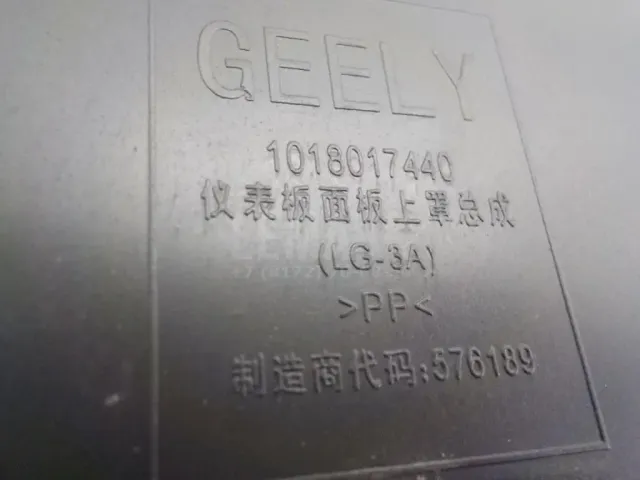 GEELY
1018017440
仪表板面板上罩总成
(LG-3A)
>PP<
制造商代码:576189